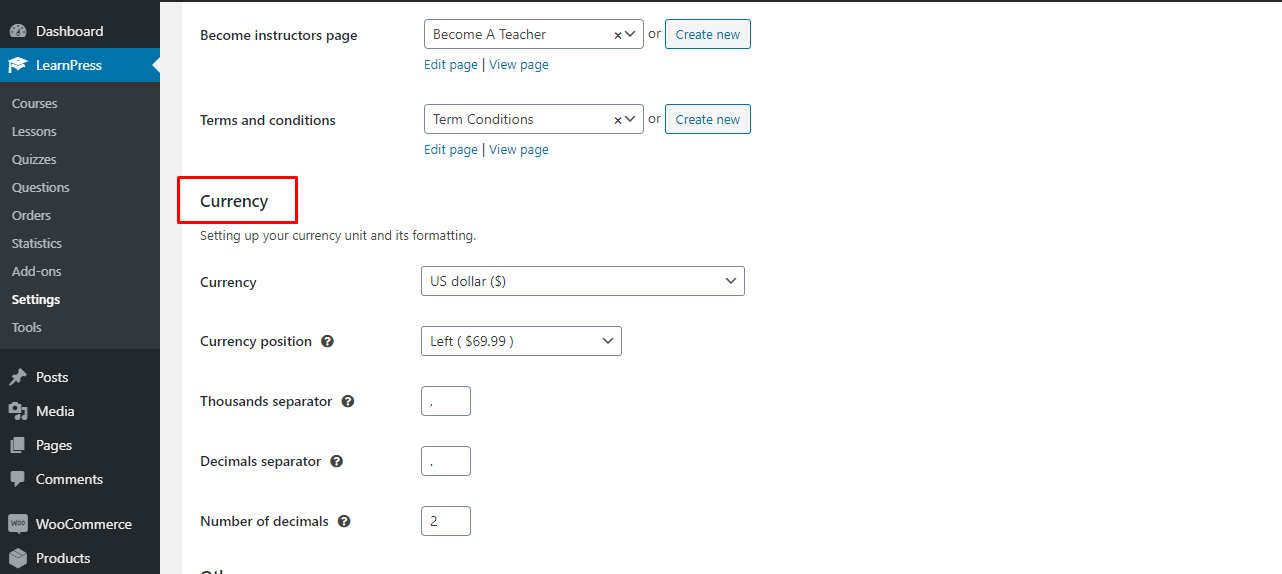 Dashboard
LearnPress
Courses
Lessons
Quizzes
Questions
Orders
Statistics
Add-ons
Settings
Tools
Posts
Media
Pages
Comments
WOO WooCommerce
Products
Become instructors page Become A Teacher × or Create new
Edit page | View page
Terms and conditions Term Conditions × or Create new
Edit page | View page
Currency
Setting up your currency unit and its formatting.
Currency US dollar ($)
Currency position ? Left ( $69.99 )
Thousands separator ? ,
Decimals separator ? .
Number of decimals ? 2